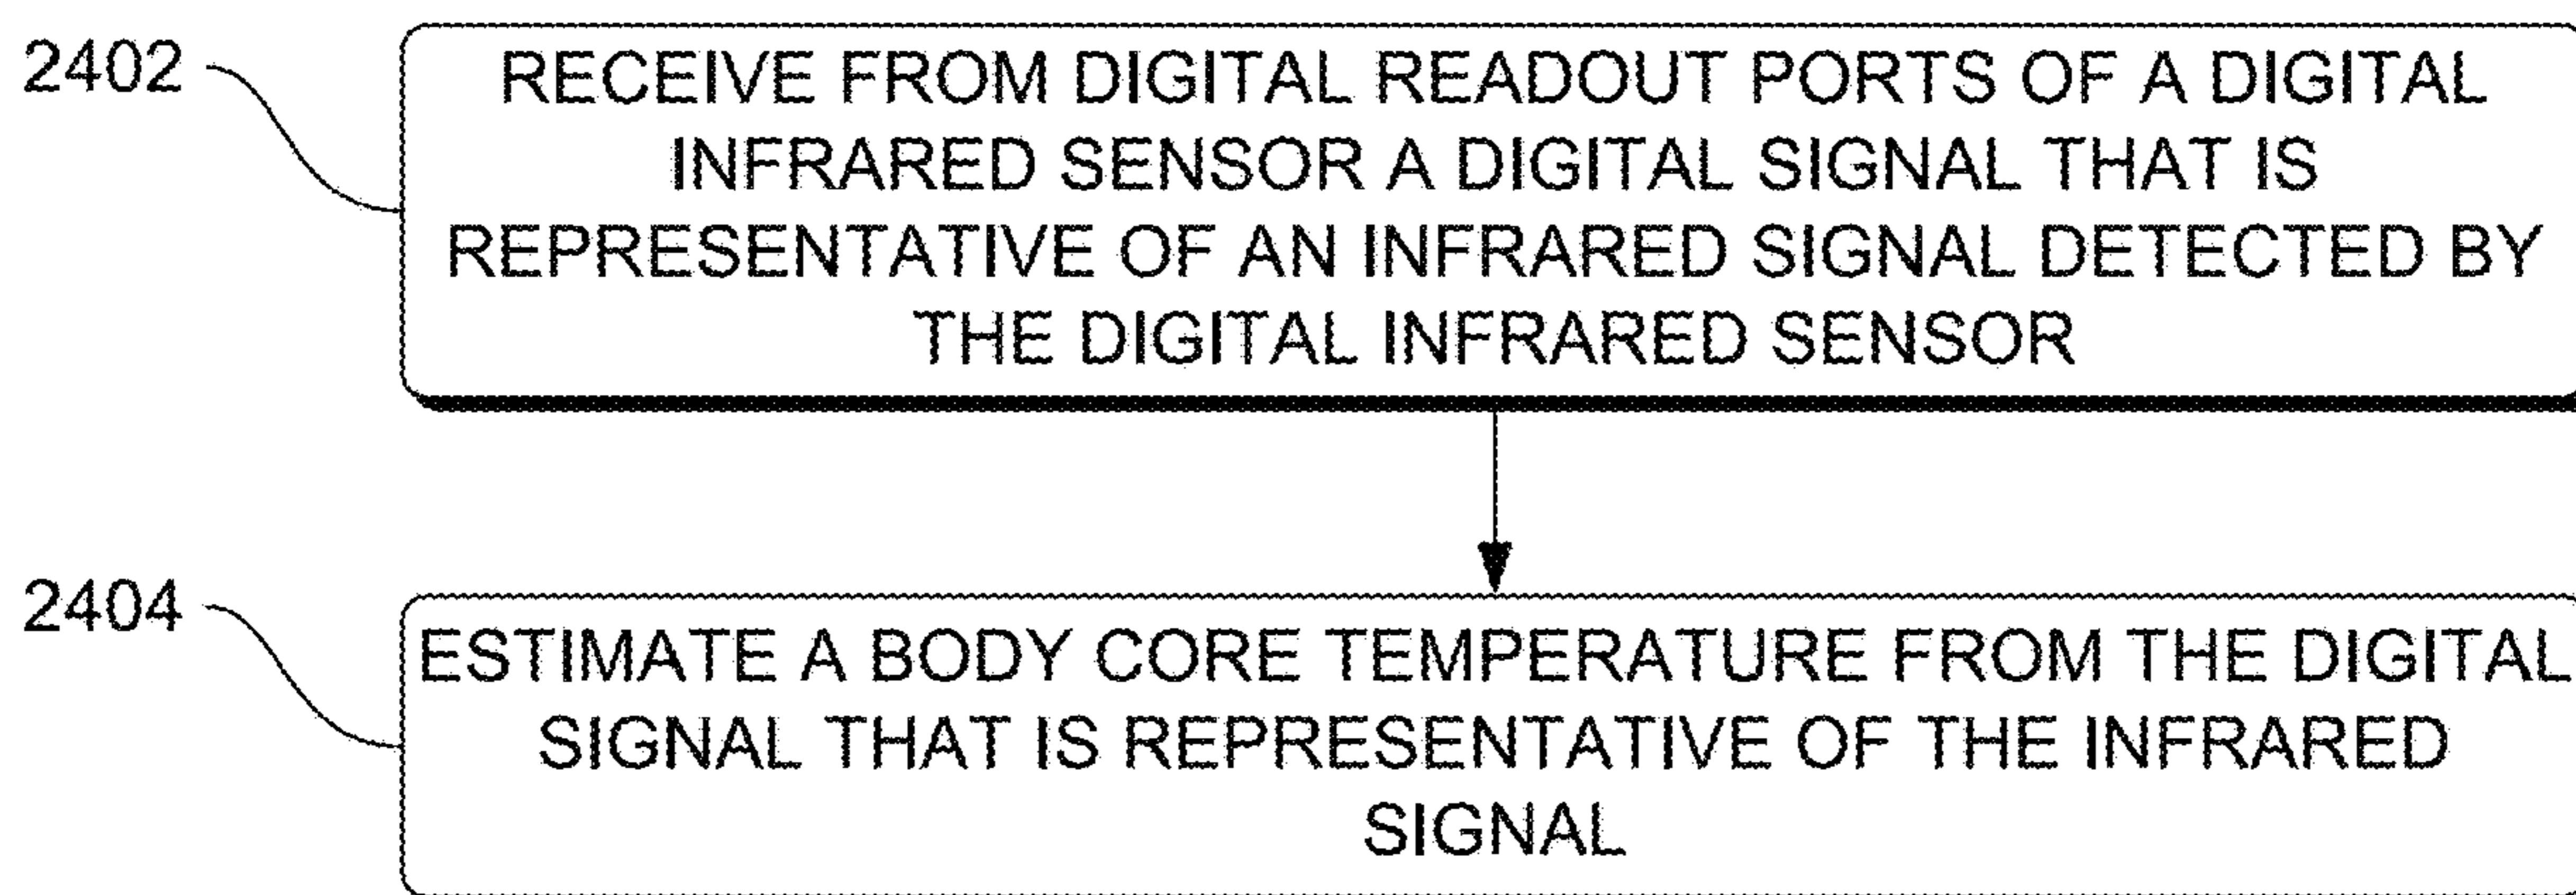 2402
RECEIVE FROM DIGITAL READOUT PORTS OF A DIGITAL
INFRARED SENSOR A DIGITAL SIGNAL THAT IS
REPRESENTATIVE OF AN INFRARED SIGNAL DETECTED BY
THE DIGITAL INFRARED SENSOR
2404
ESTIMATE A BODY CORE TEMPERATURE FROM THE DIGITAL
SIGNAL THAT IS REPRESENTATIVE OF THE INFRARED
SIGNAL